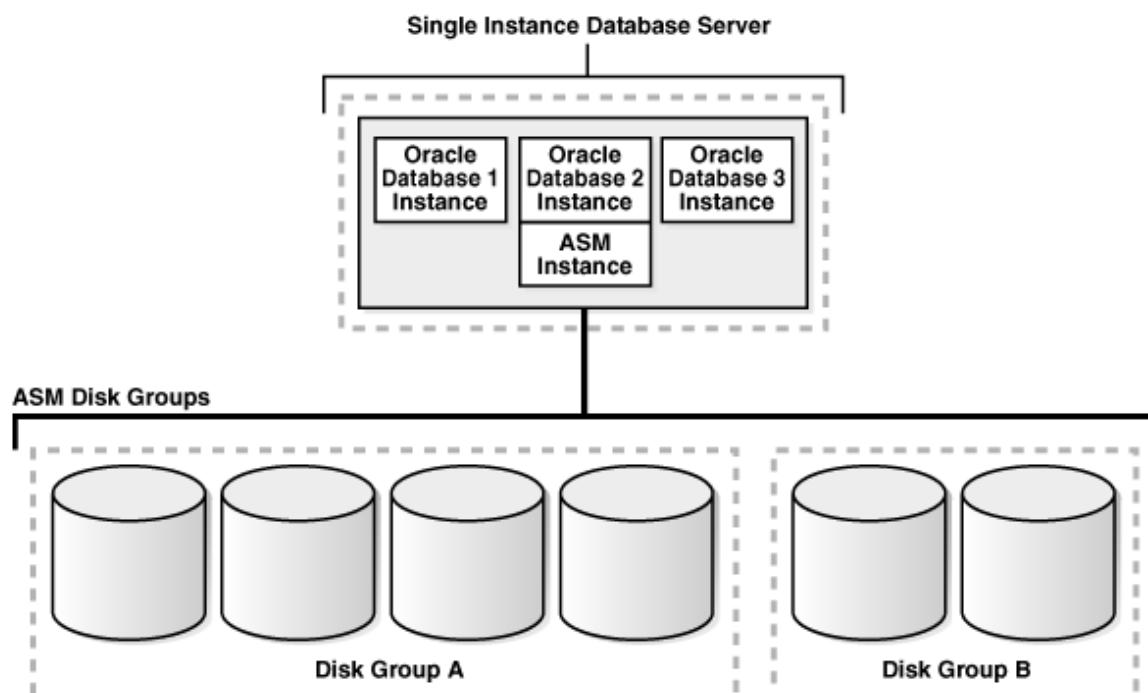 Single Instance Database Server
Oracle
Database 1
Instance
Oracle
Database 2
Instance
Oracle
Database 3
Instance
ASM
Instance
ASM Disk Groups
Disk Group A
Disk Group B